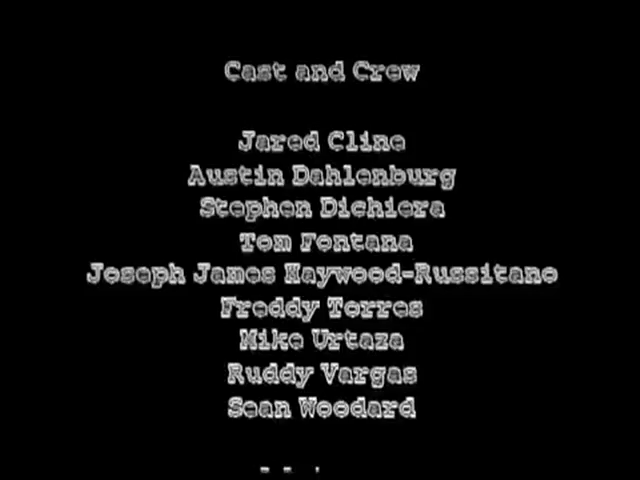 Cast and Crew
Jared Cline
Austin Dahlenburg
Stephen Dichiera
Tom Fontana
Joseph James Haywood-Russitano
Freddy Torres
Mike Urtaza
Ruddy Vargas
Sean Woodard